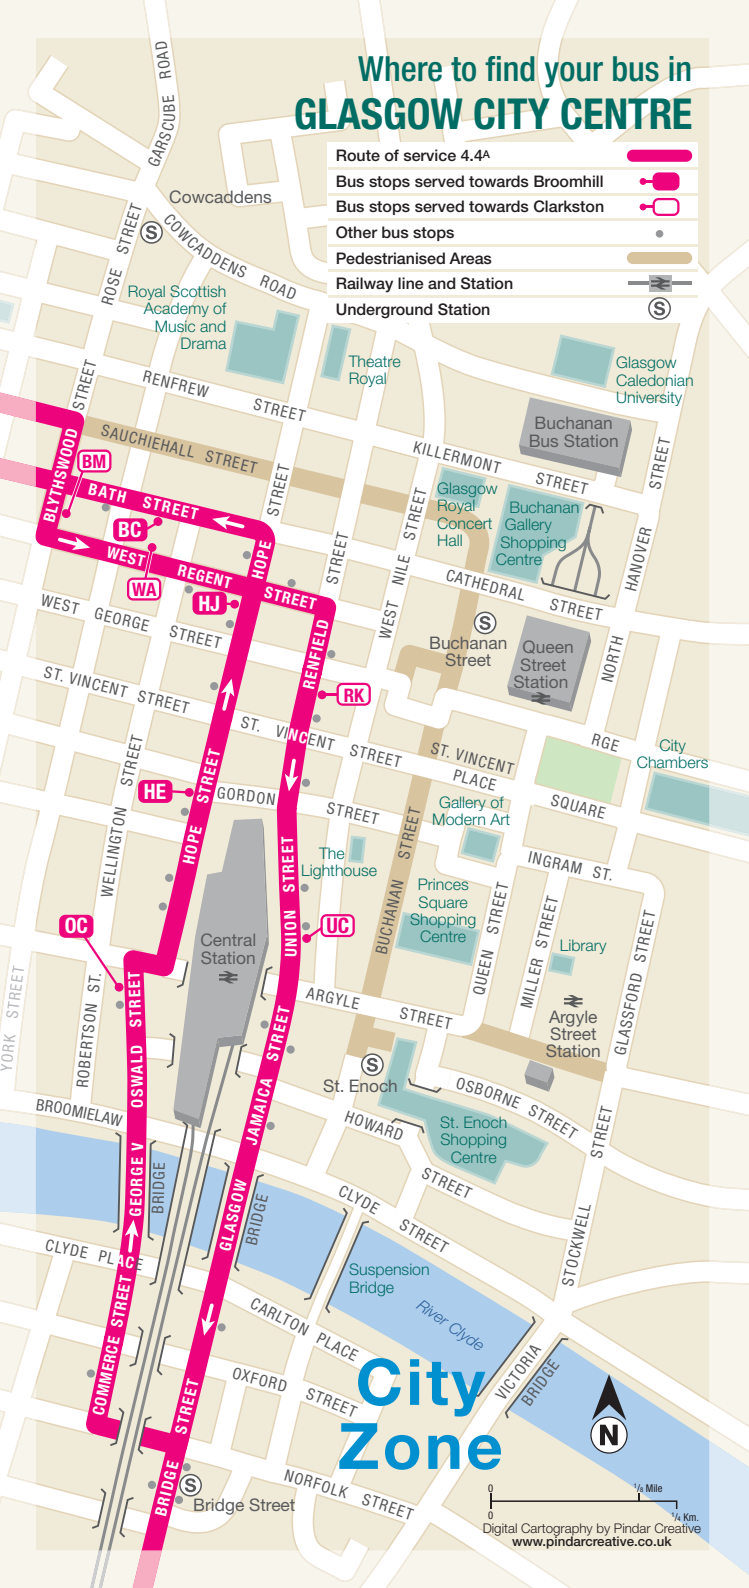 Where to find your bus in
GLASGOW CITY CENTRE
Route of service 4.4A
Bus stops served towards Broomhill
Bus stops served towards Clarkston
Other bus stops
Pedestrianised Areas
Railway line and Station
Underground Station
S
GARSCUBE ROAD
Cowcaddens
S
COWCADDENS ROAD
ROSE STREET
Royal Scottish
Academy of
Music and
Drama
Theatre
Royal
Glasgow
Caledonian
University
RENFREW STREET
Buchanan
Bus Station
BLYTHSWOOD STREET
SAUCHIEHALL STREET
KILLERMONT STREET
BM
BATH STREET
BC
Glasgow
Royal
Concert
Hall
Buchanan
Gallery
Shopping
Centre
HOPE STREET
WEST REGENT STREET
WA
HJ
RENFIELD STREET
WEST NILE STREET
CATHEDRAL STREET
NORTH HANOVER STREET
WEST GEORGE STREET
S
Buchanan
Street
Queen
Street
Station
RK
ST. VINCENT STREET
ST. VINCENT STREET
ST. VINCENT
PLACE
RGE
SQUARE
City
Chambers
HE
HOPE STREET
GORDON STREET
WELLINGTON STREET
Gallery of
Modern Art
The
Lighthouse
UNION STREET
BUCHANAN STREET
INGRAM ST.
Princes
Square
Shopping
Centre
QUEEN STREET
MILLER STREET
GLASSFORD STREET
Library
OC
UC
Central
Station
ARGYLE STREET
Argyle
Street
Station
YORK STREET
ROBERTSON ST.
OSWALD STREET
JAMAICA STREET
S
St. Enoch
OSBORNE STREET
BROOMIELAW
HOWARD STREET
St. Enoch
Shopping
Centre
STOCKWELL STREET
GEORGE V BRIDGE
GLASGOW BRIDGE
CLYDE STREET
CLYDE PLACE
Suspension
Bridge
River Clyde
COMMERCE STREET
CARLTON PLACE
OXFORD STREET
VICTORIA BRIDGE
City
Zone
N
BRIDGE STREET
S
Bridge Street
NORFOLK STREET
0 1/8 Mile
0 1/4 Km.
Digital Cartography by Pindar Creative
www.pindarcreative.co.uk